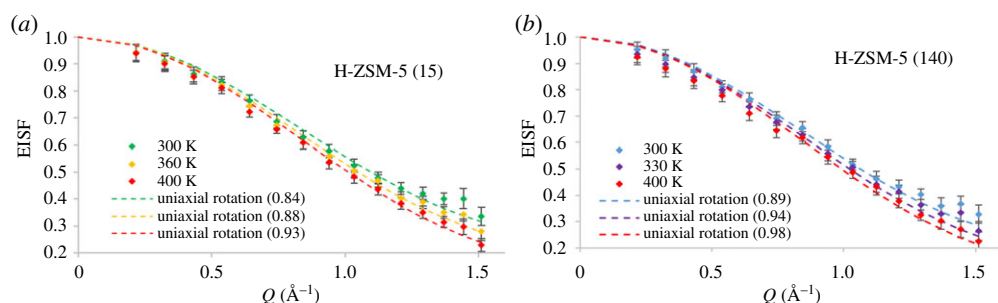 (a)
1.0
0.9
0.8
0.7
0.6
0.5
0.4
0.3
0.2
EISF
H-ZSM-5 (15)
300 K
360 K
400 K
uniaxial rotation (0.84)
uniaxial rotation (0.88)
uniaxial rotation (0.93)
0 0.5 1.0 1.5
Q (Å⁻¹)
(b)
1.0
0.9
0.8
0.7
0.6
0.5
0.4
0.3
0.2
EISF
H-ZSM-5 (140)
300 K
330 K
400 K
uniaxial rotation (0.89)
uniaxial rotation (0.94)
uniaxial rotation (0.98)
0 0.5 1.0 1.5
Q (Å⁻¹)